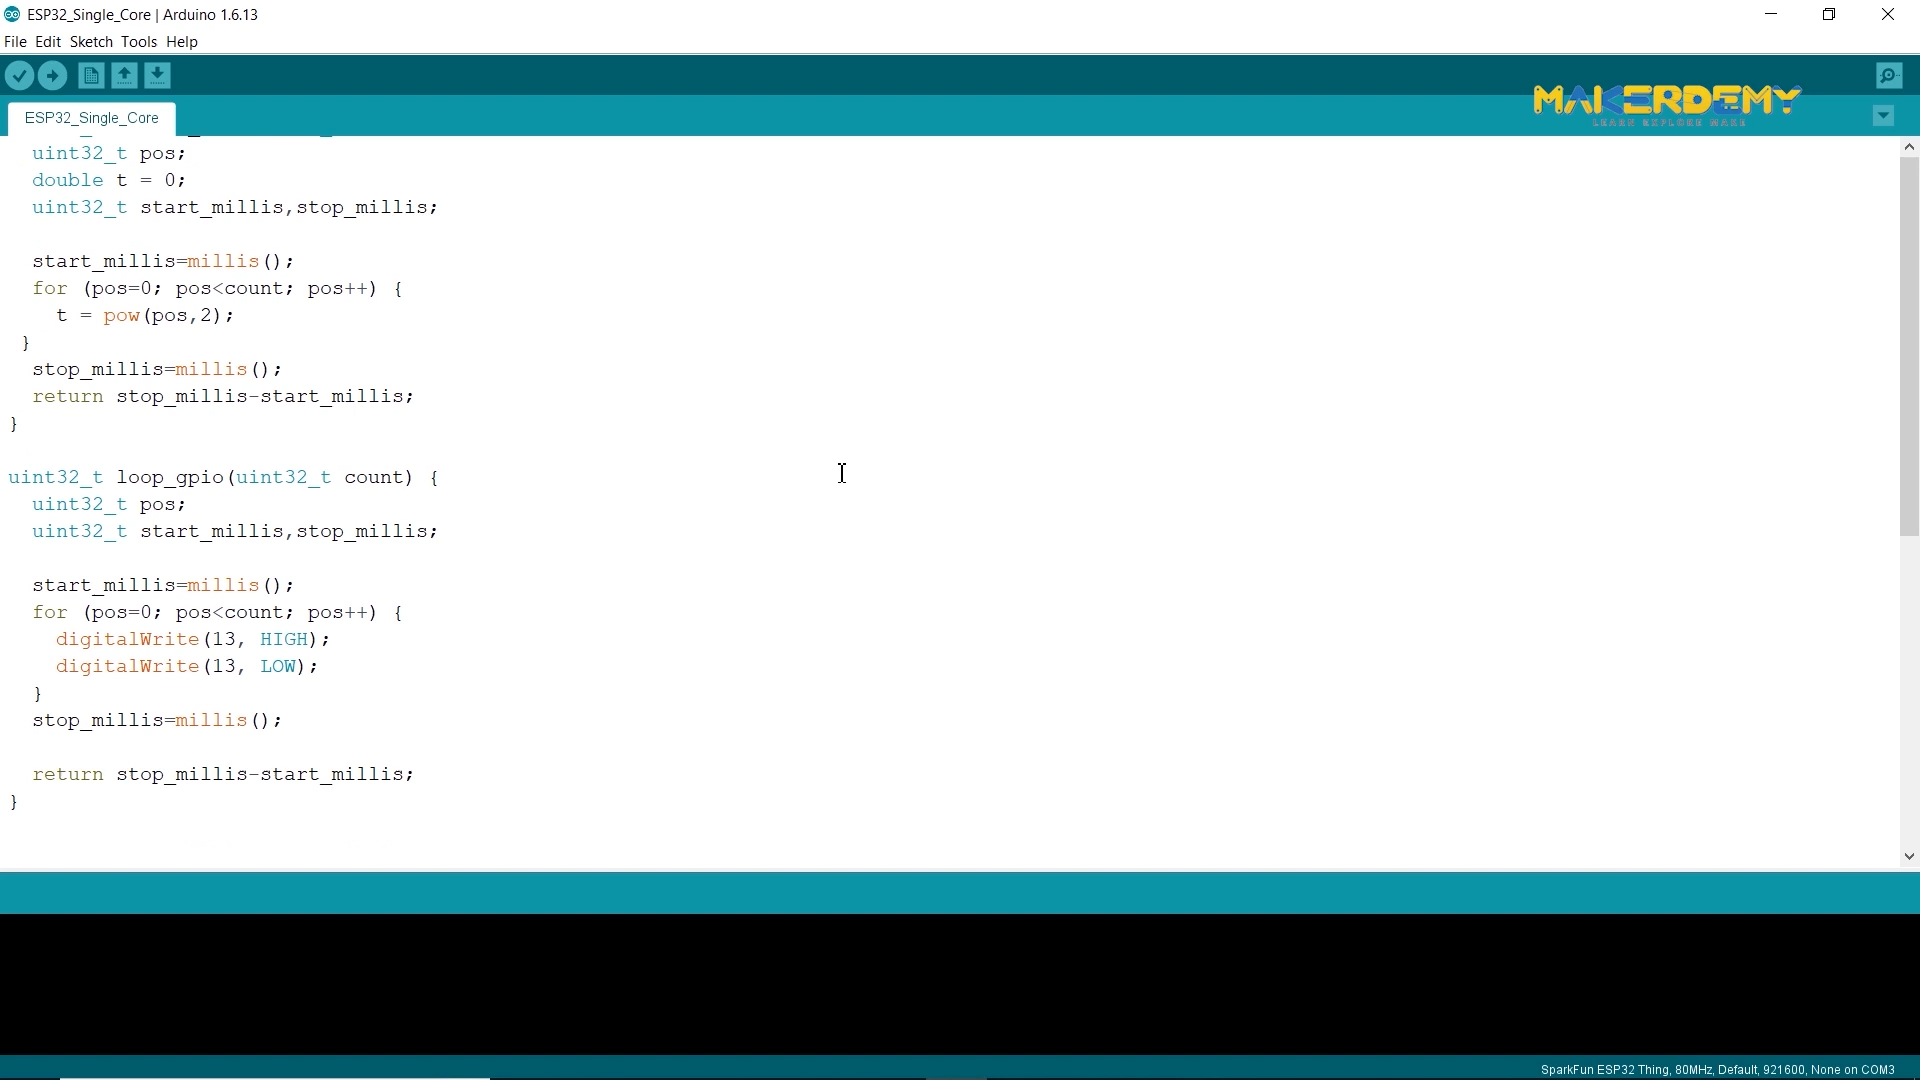 ESP32_Single_Core | Arduino 1.6.13
File Edit Sketch Tools Help
MAKERDEMY
LEARN EXPLORE MAKE
ESP32_Single_Core
uint32_t pos;
double t = 0;
uint32_t start_millis,stop_millis;
start_millis=millis();
for (pos=0; pos<count; pos++) {
t = pow(pos,2);
}
stop_millis=millis();
return stop_millis-start_millis;
}
uint32_t loop_gpio(uint32_t count) {
uint32_t pos;
uint32_t start_millis,stop_millis;
start_millis=millis();
for (pos=0; pos<count; pos++) {
digitalWrite(13, HIGH);
digitalWrite(13, LOW);
}
stop_millis=millis();
return stop_millis-start_millis;
}
SparkFun ESP32 Thing, 80MHz, Default, 921600, None on COM3